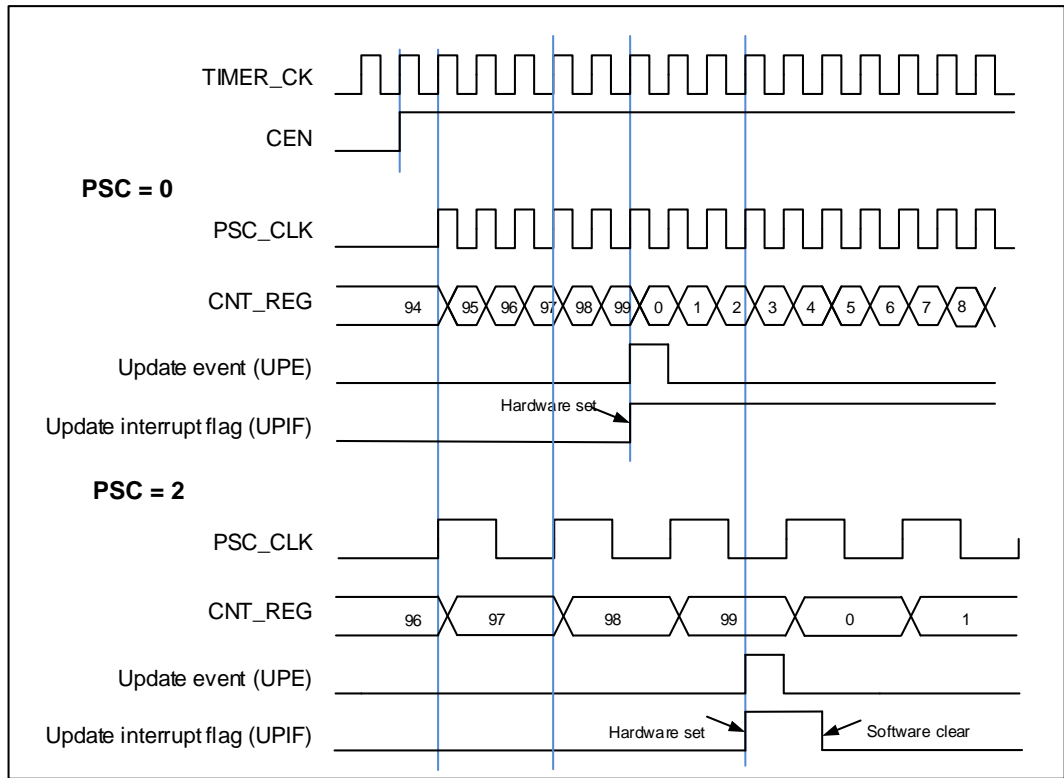 TIMER_CK
CEN
PSC = 0
PSC_CLK
CNT_REG 94 95 96 97 98 99 0 1 2 3 4 5 6 7 8
Update event (UPE)
Hardware set
Update interrupt flag (UPIF)
PSC = 2
PSC_CLK
CNT_REG 96 97 98 99 0 1
Update event (UPE)
Update interrupt flag (UPIF) Hardware set Software clear